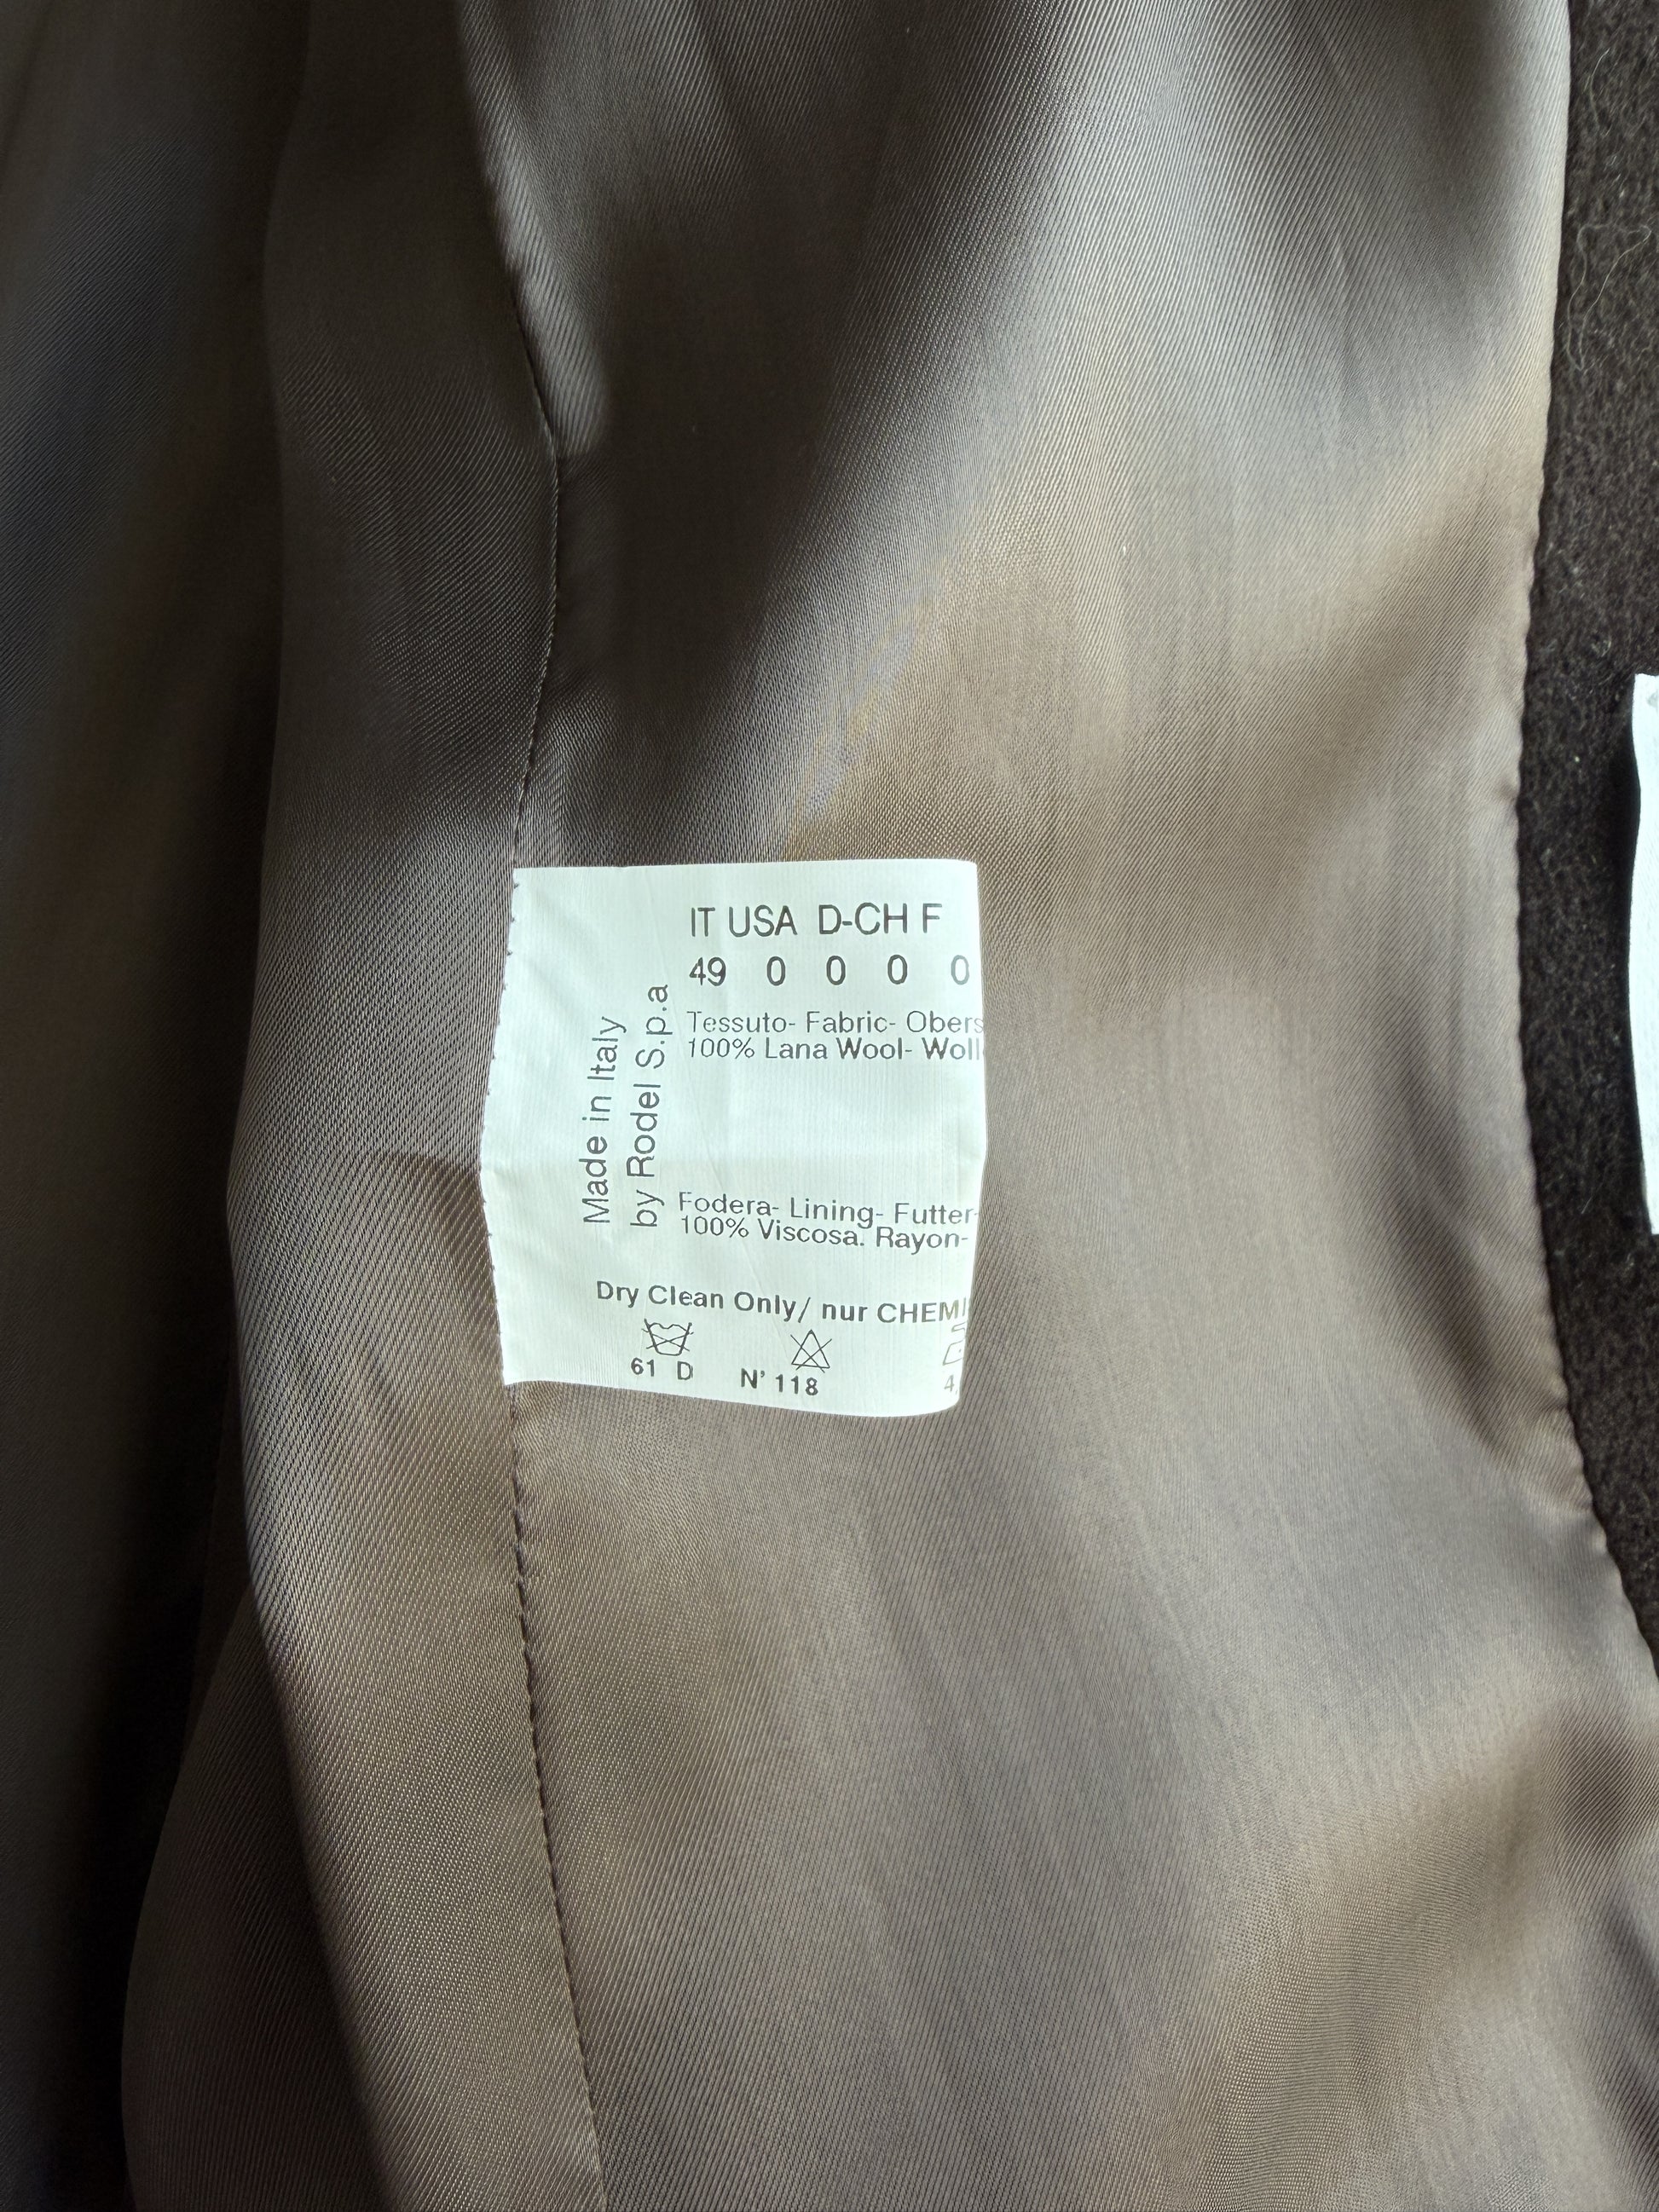 IT USA D-CH F
49 0 0 0 0
Tessuto- Fabric- Obers
100% Lana Wool- Woll
Made in Italy
by Rodel S.p.a
Fodera- Lining- Futter-
100% Viscosa. Rayon-
Dry Clean Only/ nur CHEMI
61 D N° 118 4